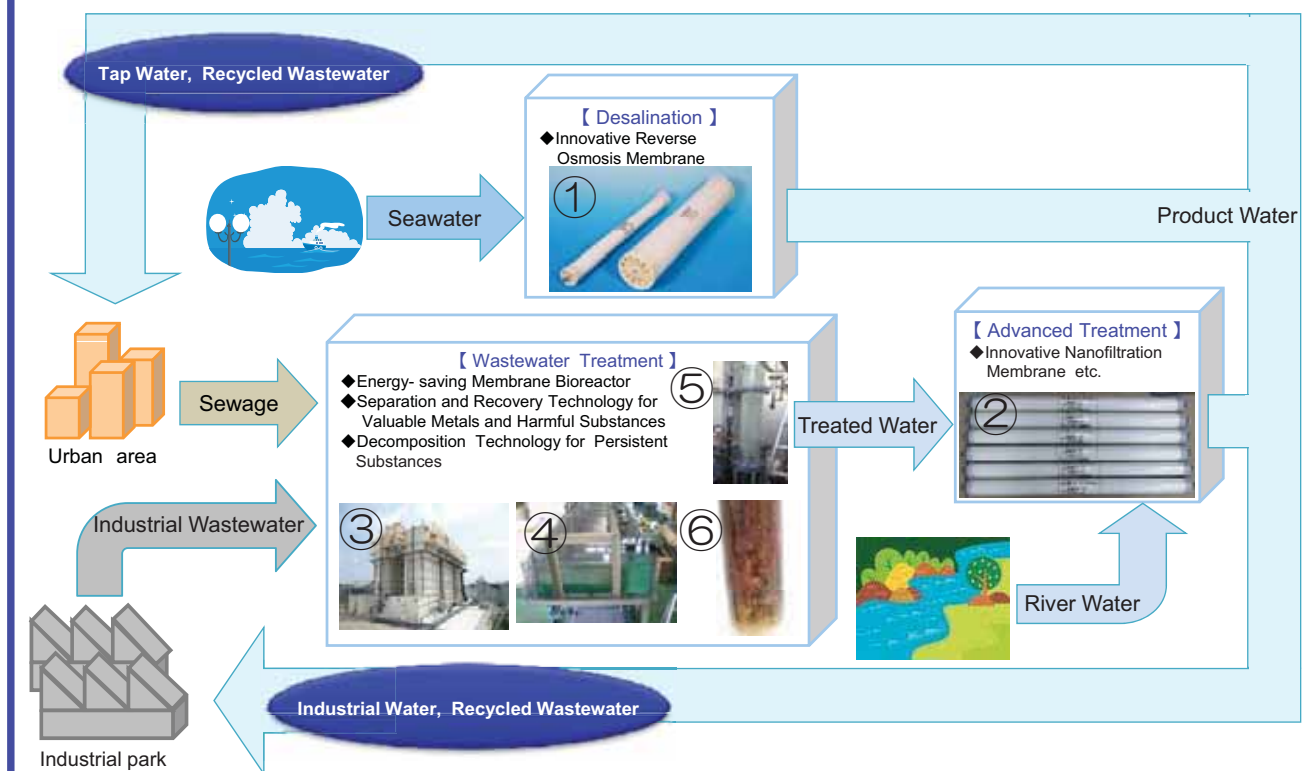 Tap Water, Recycled Wastewater
【 Desalination 】
◆Innovative Reverse
Osmosis Membrane
①
Seawater
Product Water
【 Wastewater Treatment 】
◆Energy- saving Membrane Bioreactor
◆Separation and Recovery Technology for
Valuable Metals and Harmful Substances
◆Decomposition Technology for Persistent
Substances
⑤
③
④
⑥
【 Advanced Treatment 】
◆Innovative Nanofiltration
Membrane etc.
②
Sewage
Treated Water
Urban area
Industrial Wastewater
River Water
Industrial Water, Recycled Wastewater
Industrial park